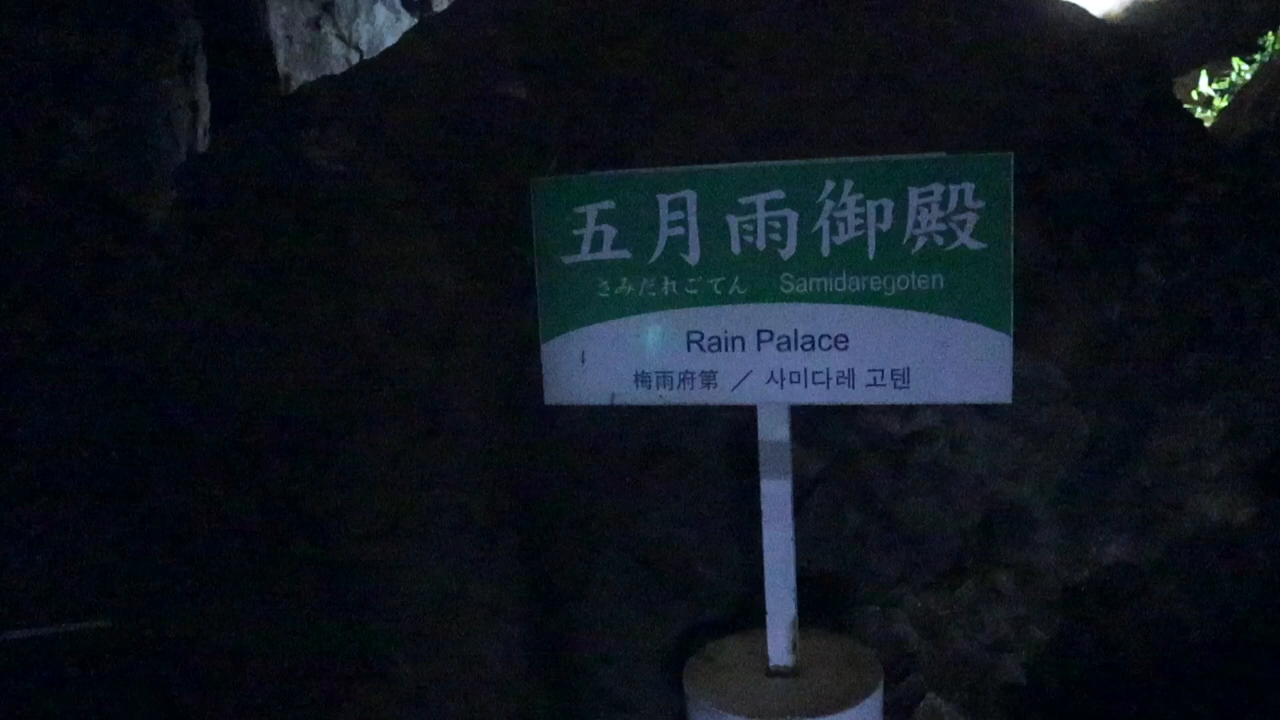 五月雨御殿
さみだれごてん Samidaregoten
Rain Palace
梅雨府第 ／ 사미다레 고텐